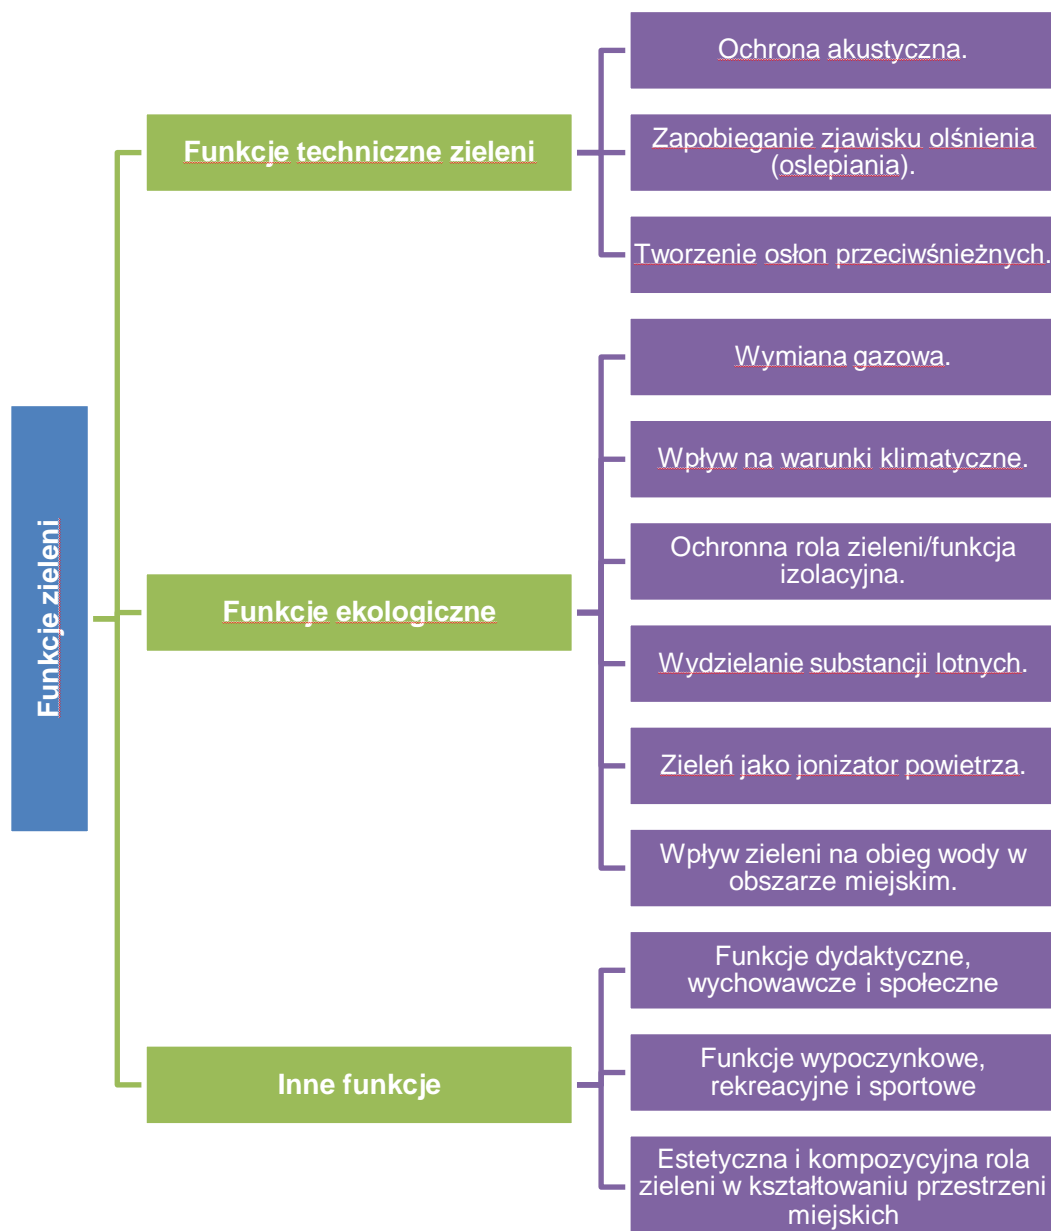 Funkcje zieleni
Funkcje techniczne zieleni
Ochrona akustyczna.
Zapobieganie zjawisku olśnienia
(oslepiania).
Tworzenie osłon przeciwśnieżnych.
Funkcje ekologiczne
Wymiana gazowa.
Wpływ na warunki klimatyczne.
Ochronna rola zieleni/funkcja
izolacyjna.
Wydzielanie substancji lotnych.
Zieleń jako jonizator powietrza.
Wpływ zieleni na obieg wody w
obszarze miejskim.
Inne funkcje
Funkcje dydaktyczne,
wychowawcze i społeczne
Funkcje wypoczynkowe,
rekreacyjne i sportowe
Estetyczna i kompozycyjna rola
zieleni w kształtowaniu przestrzeni
miejskich